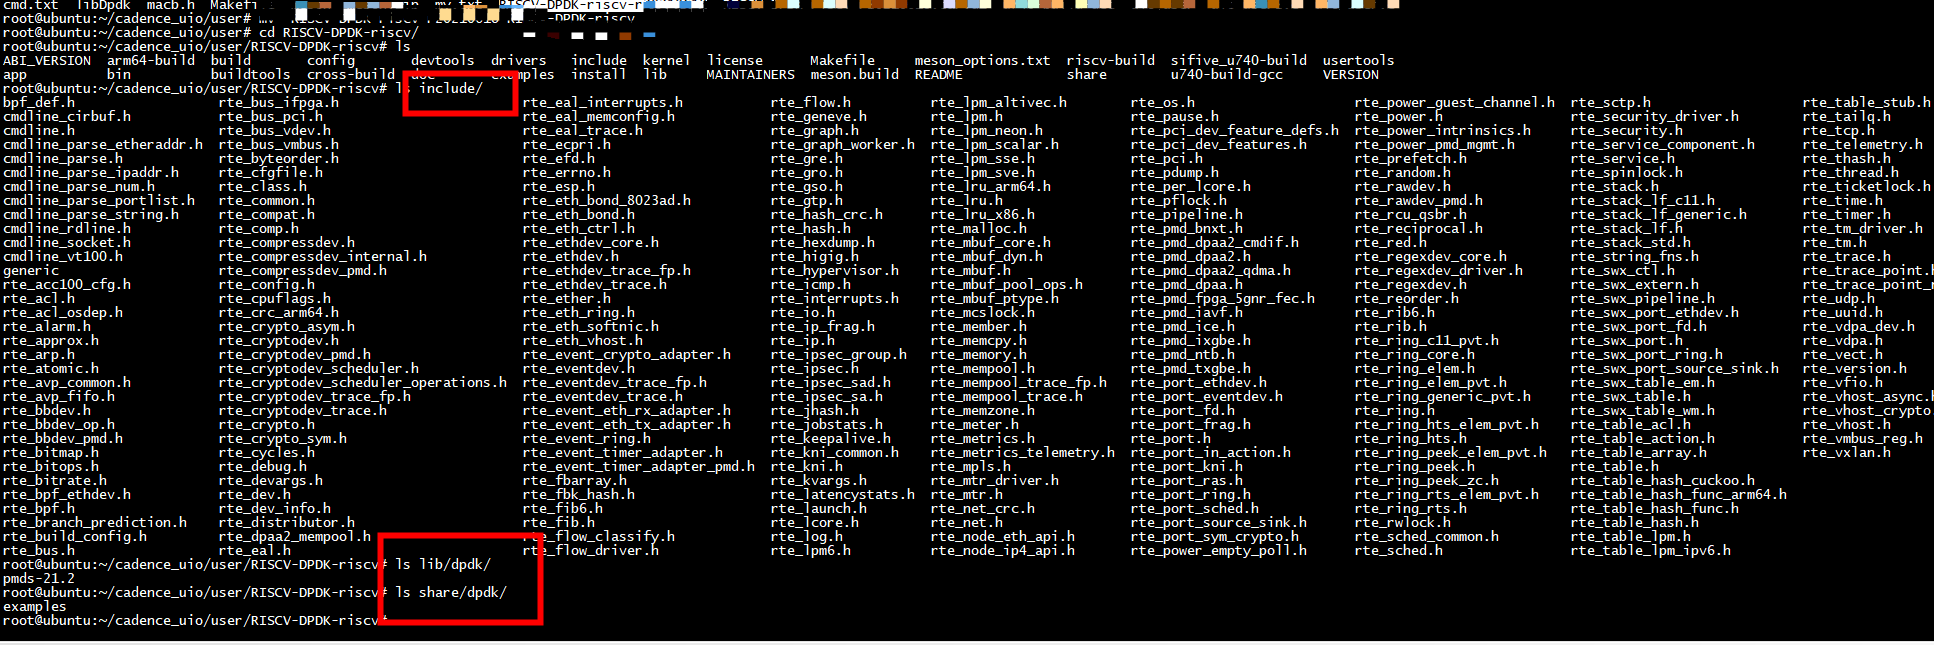 cmd.txt  libDpdk  macb.h  Makefile  mv.txt  RISCV-DPDK-riscv-r
root@ubuntu:~/cadence_uio/user# mv RISCV-DPDK-riscv
root@ubuntu:~/cadence_uio/user# cd RISCV-DPDK-riscv/
root@ubuntu:~/cadence_uio/user/RISCV-DPDK-riscv# ls
ABI_VERSION  arm64-build  build  config  devtools  drivers  include  kernel  license  Makefile  meson_options.txt  riscv-build  sifive_u740-build  usertools
app  bin  buildtools  cross-build  doc  examples  install  lib  MAINTAINERS  meson.build  README  share  u740-build-gcc  VERSION
root@ubuntu:~/cadence_uio/user/RISCV-DPDK-riscv# ls include/
bpf_def.h  rte_bus_ifpga.h  rte_eal_interrupts.h  rte_flow.h  rte_lpm_altivec.h  rte_os.h  rte_power_guest_channel.h  rte_sctp.h  rte_table_stub.h
cmdline_cirbuf.h  rte_bus_pci.h  rte_eal_memconfig.h  rte_geneve.h  rte_lpm.h  rte_pause.h  rte_power.h  rte_security_driver.h  rte_tailq.h
cmdline.h  rte_bus_vdev.h  rte_eal_trace.h  rte_graph.h  rte_lpm_neon.h  rte_pci_dev_feature_defs.h  rte_power_intrinsics.h  rte_security.h  rte_tcp.h
cmdline_parse_etheraddr.h  rte_bus_vmbus.h  rte_ecpri.h  rte_graph_worker.h  rte_lpm_scalar.h  rte_pci_dev_features.h  rte_power_pmd_mgmt.h  rte_service_component.h  rte_telemetry.h
cmdline_parse.h  rte_byteorder.h  rte_efd.h  rte_gre.h  rte_lpm_sse.h  rte_pci.h  rte_prefetch.h  rte_service.h  rte_thash.h
cmdline_parse_ipaddr.h  rte_cfgfile.h  rte_errno.h  rte_gro.h  rte_lpm_sve.h  rte_pdump.h  rte_random.h  rte_spinlock.h  rte_thread.h
cmdline_parse_num.h  rte_class.h  rte_esp.h  rte_gso.h  rte_lru_arm64.h  rte_per_lcore.h  rte_rawdev.h  rte_stack.h  rte_ticketlock.h
cmdline_parse_portlist.h  rte_common.h  rte_eth_bond_8023ad.h  rte_gtp.h  rte_lru.h  rte_pflock.h  rte_rawdev_pmd.h  rte_stack_lf_c11.h  rte_time.h
cmdline_parse_string.h  rte_compat.h  rte_eth_bond.h  rte_hash_crc.h  rte_lru_x86.h  rte_pipeline.h  rte_rcu_qsbr.h  rte_stack_lf_generic.h  rte_timer.h
cmdline_rdline.h  rte_comp.h  rte_eth_ctrl.h  rte_hash.h  rte_malloc.h  rte_pmd_bnxt.h  rte_reciprocal.h  rte_stack_lf.h  rte_tm_driver.h
cmdline_socket.h  rte_compressdev.h  rte_ethdev_core.h  rte_hexdump.h  rte_mbuf_core.h  rte_pmd_dpaa2_cmdif.h  rte_red.h  rte_stack_std.h  rte_tm.h
cmdline_vt100.h  rte_compressdev_internal.h  rte_ethdev.h  rte_higig.h  rte_mbuf_dyn.h  rte_pmd_dpaa2.h  rte_regexdev_core.h  rte_string_fns.h  rte_trace.h
generic  rte_compressdev_pmd.h  rte_ethdev_trace_fp.h  rte_hypervisor.h  rte_mbuf.h  rte_pmd_dpaa2_qdma.h  rte_regexdev_driver.h  rte_swx_ctl.h  rte_trace_point.h
rte_acc100_cfg.h  rte_config.h  rte_ethdev_trace.h  rte_icmp.h  rte_mbuf_pool_ops.h  rte_pmd_dpaa.h  rte_regexdev.h  rte_swx_extern.h  rte_trace_point_r
rte_acl.h  rte_cpuflags.h  rte_ether.h  rte_interrupts.h  rte_mbuf_ptype.h  rte_pmd_fpga_5gnr_fec.h  rte_reorder.h  rte_swx_pipeline.h  rte_udp.h
rte_acl_osdep.h  rte_crc_arm64.h  rte_eth_ring.h  rte_io.h  rte_mcslock.h  rte_pmd_iavf.h  rte_rib6.h  rte_swx_port_ethdev.h  rte_uuid.h
rte_alarm.h  rte_crypto_asym.h  rte_eth_softnic.h  rte_ip_frag.h  rte_member.h  rte_pmd_ice.h  rte_rib.h  rte_swx_port_fd.h  rte_vdpa_dev.h
rte_approx.h  rte_cryptodev.h  rte_eth_vhost.h  rte_ip.h  rte_memcpy.h  rte_pmd_ixgbe.h  rte_ring_c11_pvt.h  rte_swx_port.h  rte_vdpa.h
rte_arp.h  rte_cryptodev_pmd.h  rte_event_crypto_adapter.h  rte_ipsec_group.h  rte_memory.h  rte_pmd_ntb.h  rte_ring_core.h  rte_swx_port_ring.h  rte_vect.h
rte_atomic.h  rte_cryptodev_scheduler.h  rte_eventdev.h  rte_ipsec.h  rte_mempool.h  rte_pmd_txgbe.h  rte_ring_elem.h  rte_swx_port_source_sink.h  rte_version.h
rte_avp_common.h  rte_cryptodev_scheduler_operations.h  rte_eventdev_trace_fp.h  rte_ipsec_sad.h  rte_mempool_trace_fp.h  rte_port_ethdev.h  rte_ring_elem_pvt.h  rte_swx_table_em.h  rte_vfio.h
rte_avp_fifo.h  rte_cryptodev_trace_fp.h  rte_eventdev_trace.h  rte_ipsec_sa.h  rte_mempool_trace.h  rte_port_eventdev.h  rte_ring_generic_pvt.h  rte_swx_table.h  rte_vhost_async.h
rte_bbdev.h  rte_cryptodev_trace.h  rte_event_eth_rx_adapter.h  rte_jhash.h  rte_memzone.h  rte_port_fd.h  rte_ring.h  rte_swx_table_wm.h  rte_vhost_crypto.
rte_bbdev_op.h  rte_crypto.h  rte_event_eth_tx_adapter.h  rte_jobstats.h  rte_meter.h  rte_port_frag.h  rte_ring_hts_elem_pvt.h  rte_table_acl.h  rte_vhost.h
rte_bbdev_pmd.h  rte_crypto_sym.h  rte_event_ring.h  rte_keepalive.h  rte_metrics.h  rte_port.h  rte_ring_hts.h  rte_table_action.h  rte_vmbus_reg.h
rte_bitmap.h  rte_cycles.h  rte_event_timer_adapter.h  rte_kni_common.h  rte_metrics_telemetry.h  rte_port_in_action.h  rte_ring_peek_elem_pvt.h  rte_table_array.h  rte_vxlan.h
rte_bitops.h  rte_debug.h  rte_event_timer_adapter_pmd.h  rte_kni.h  rte_mpls.h  rte_port_kni.h  rte_ring_peek.h  rte_table.h
rte_bitrate.h  rte_devargs.h  rte_fbarray.h  rte_kvargs.h  rte_mtr_driver.h  rte_port_ras.h  rte_ring_peek_zc.h  rte_table_hash_cuckoo.h
rte_bpf_ethdev.h  rte_dev.h  rte_fbk_hash.h  rte_latencystats.h  rte_mtr.h  rte_port_ring.h  rte_ring_rts_elem_pvt.h  rte_table_hash_func_arm64.h
rte_bpf.h  rte_dev_info.h  rte_fib6.h  rte_launch.h  rte_net_crc.h  rte_port_sched.h  rte_ring_rts.h  rte_table_hash_func.h
rte_branch_prediction.h  rte_distributor.h  rte_fib.h  rte_lcore.h  rte_net.h  rte_port_source_sink.h  rte_rwlock.h  rte_table_hash.h
rte_build_config.h  rte_dpaa2_mempool.h  rte_flow_classify.h  rte_log.h  rte_node_eth_api.h  rte_port_sym_crypto.h  rte_sched_common.h  rte_table_lpm.h
rte_bus.h  rte_eal.h  rte_flow_driver.h  rte_lpm6.h  rte_node_ip4_api.h  rte_power_empty_poll.h  rte_sched.h  rte_table_lpm_ipv6.h
root@ubuntu:~/cadence_uio/user/RISCV-DPDK-riscv# ls lib/dpdk/
pmds-21.2
root@ubuntu:~/cadence_uio/user/RISCV-DPDK-riscv# ls share/dpdk/
examples
root@ubuntu:~/cadence_uio/user/RISCV-DPDK-riscv#